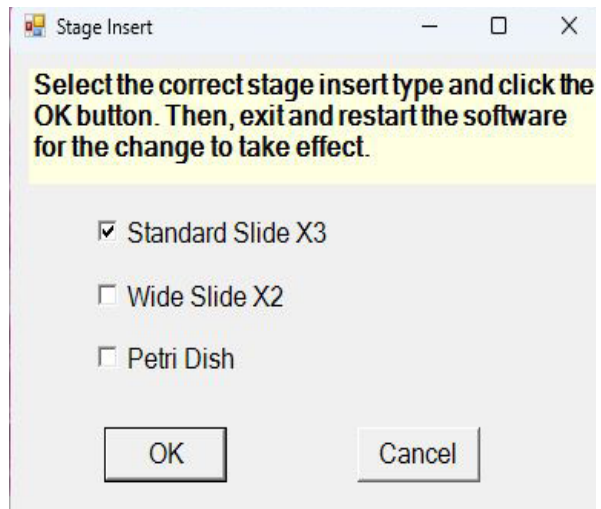 Stage Insert
Select the correct stage insert type and click the
OK button. Then, exit and restart the software
for the change to take effect.
Standard Slide X3
Wide Slide X2
Petri Dish
OK Cancel